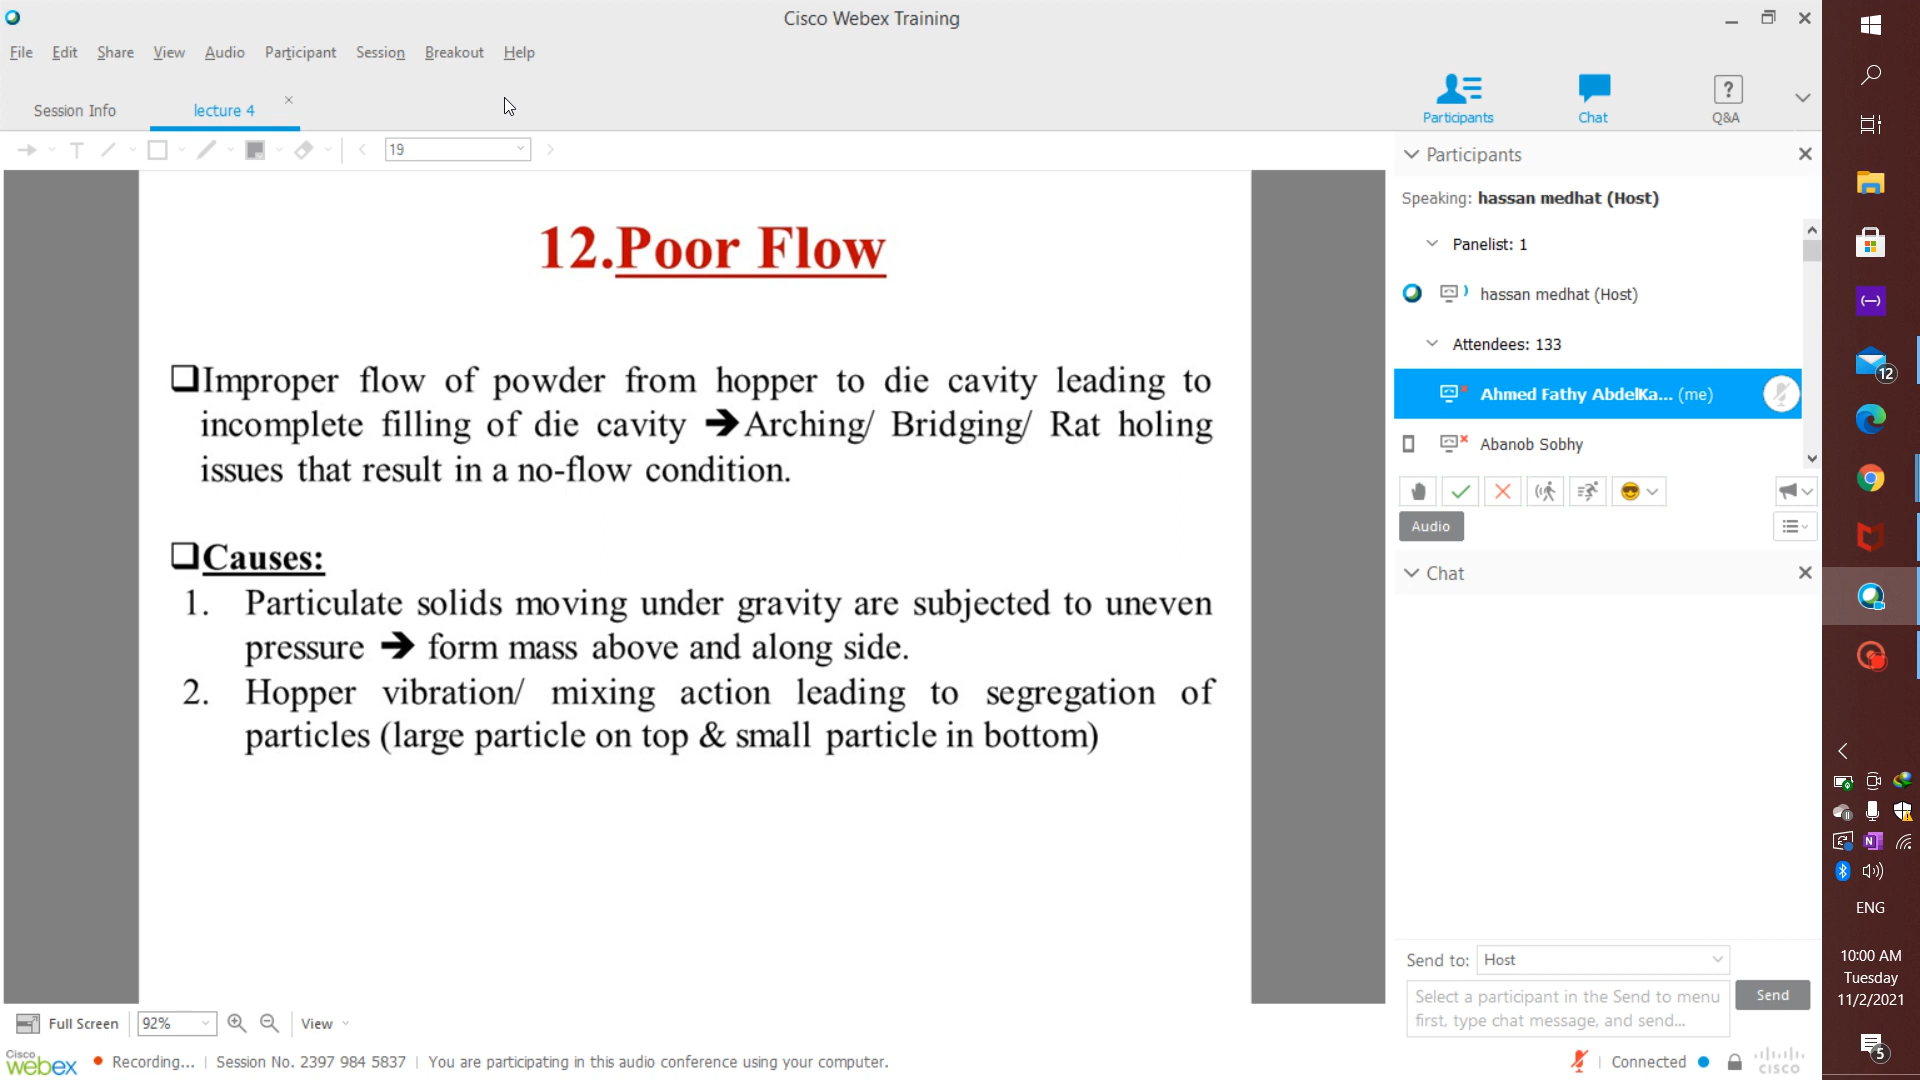 Cisco Webex Training
File Edit Share View Audio Participant Session Breakout Help
Session Info lecture 4
Participants Chat Q&A
19
12.Poor Flow
❑Improper flow of powder from hopper to die cavity leading to
incomplete filling of die cavity ➔Arching/ Bridging/ Rat holing
issues that result in a no-flow condition.
❑Causes:
1. Particulate solids moving under gravity are subjected to uneven
pressure ➔ form mass above and along side.
2. Hopper vibration/ mixing action leading to segregation of
particles (large particle on top & small particle in bottom)
Participants
Speaking: hassan medhat (Host)
Panelist: 1
hassan medhat (Host)
Attendees: 133
Ahmed Fathy AbdelKa... (me)
Abanob Sobhy
Audio
Chat
Send to: Host
Select a participant in the Send to menu
first, type chat message, and send...
Send
Full Screen 92% View
Cisco webex Recording... Session No. 2397 984 5837 You are participating in this audio conference using your computer.
Connected
cisco
12
ENG
10:00 AM
Tuesday
11/2/2021
5